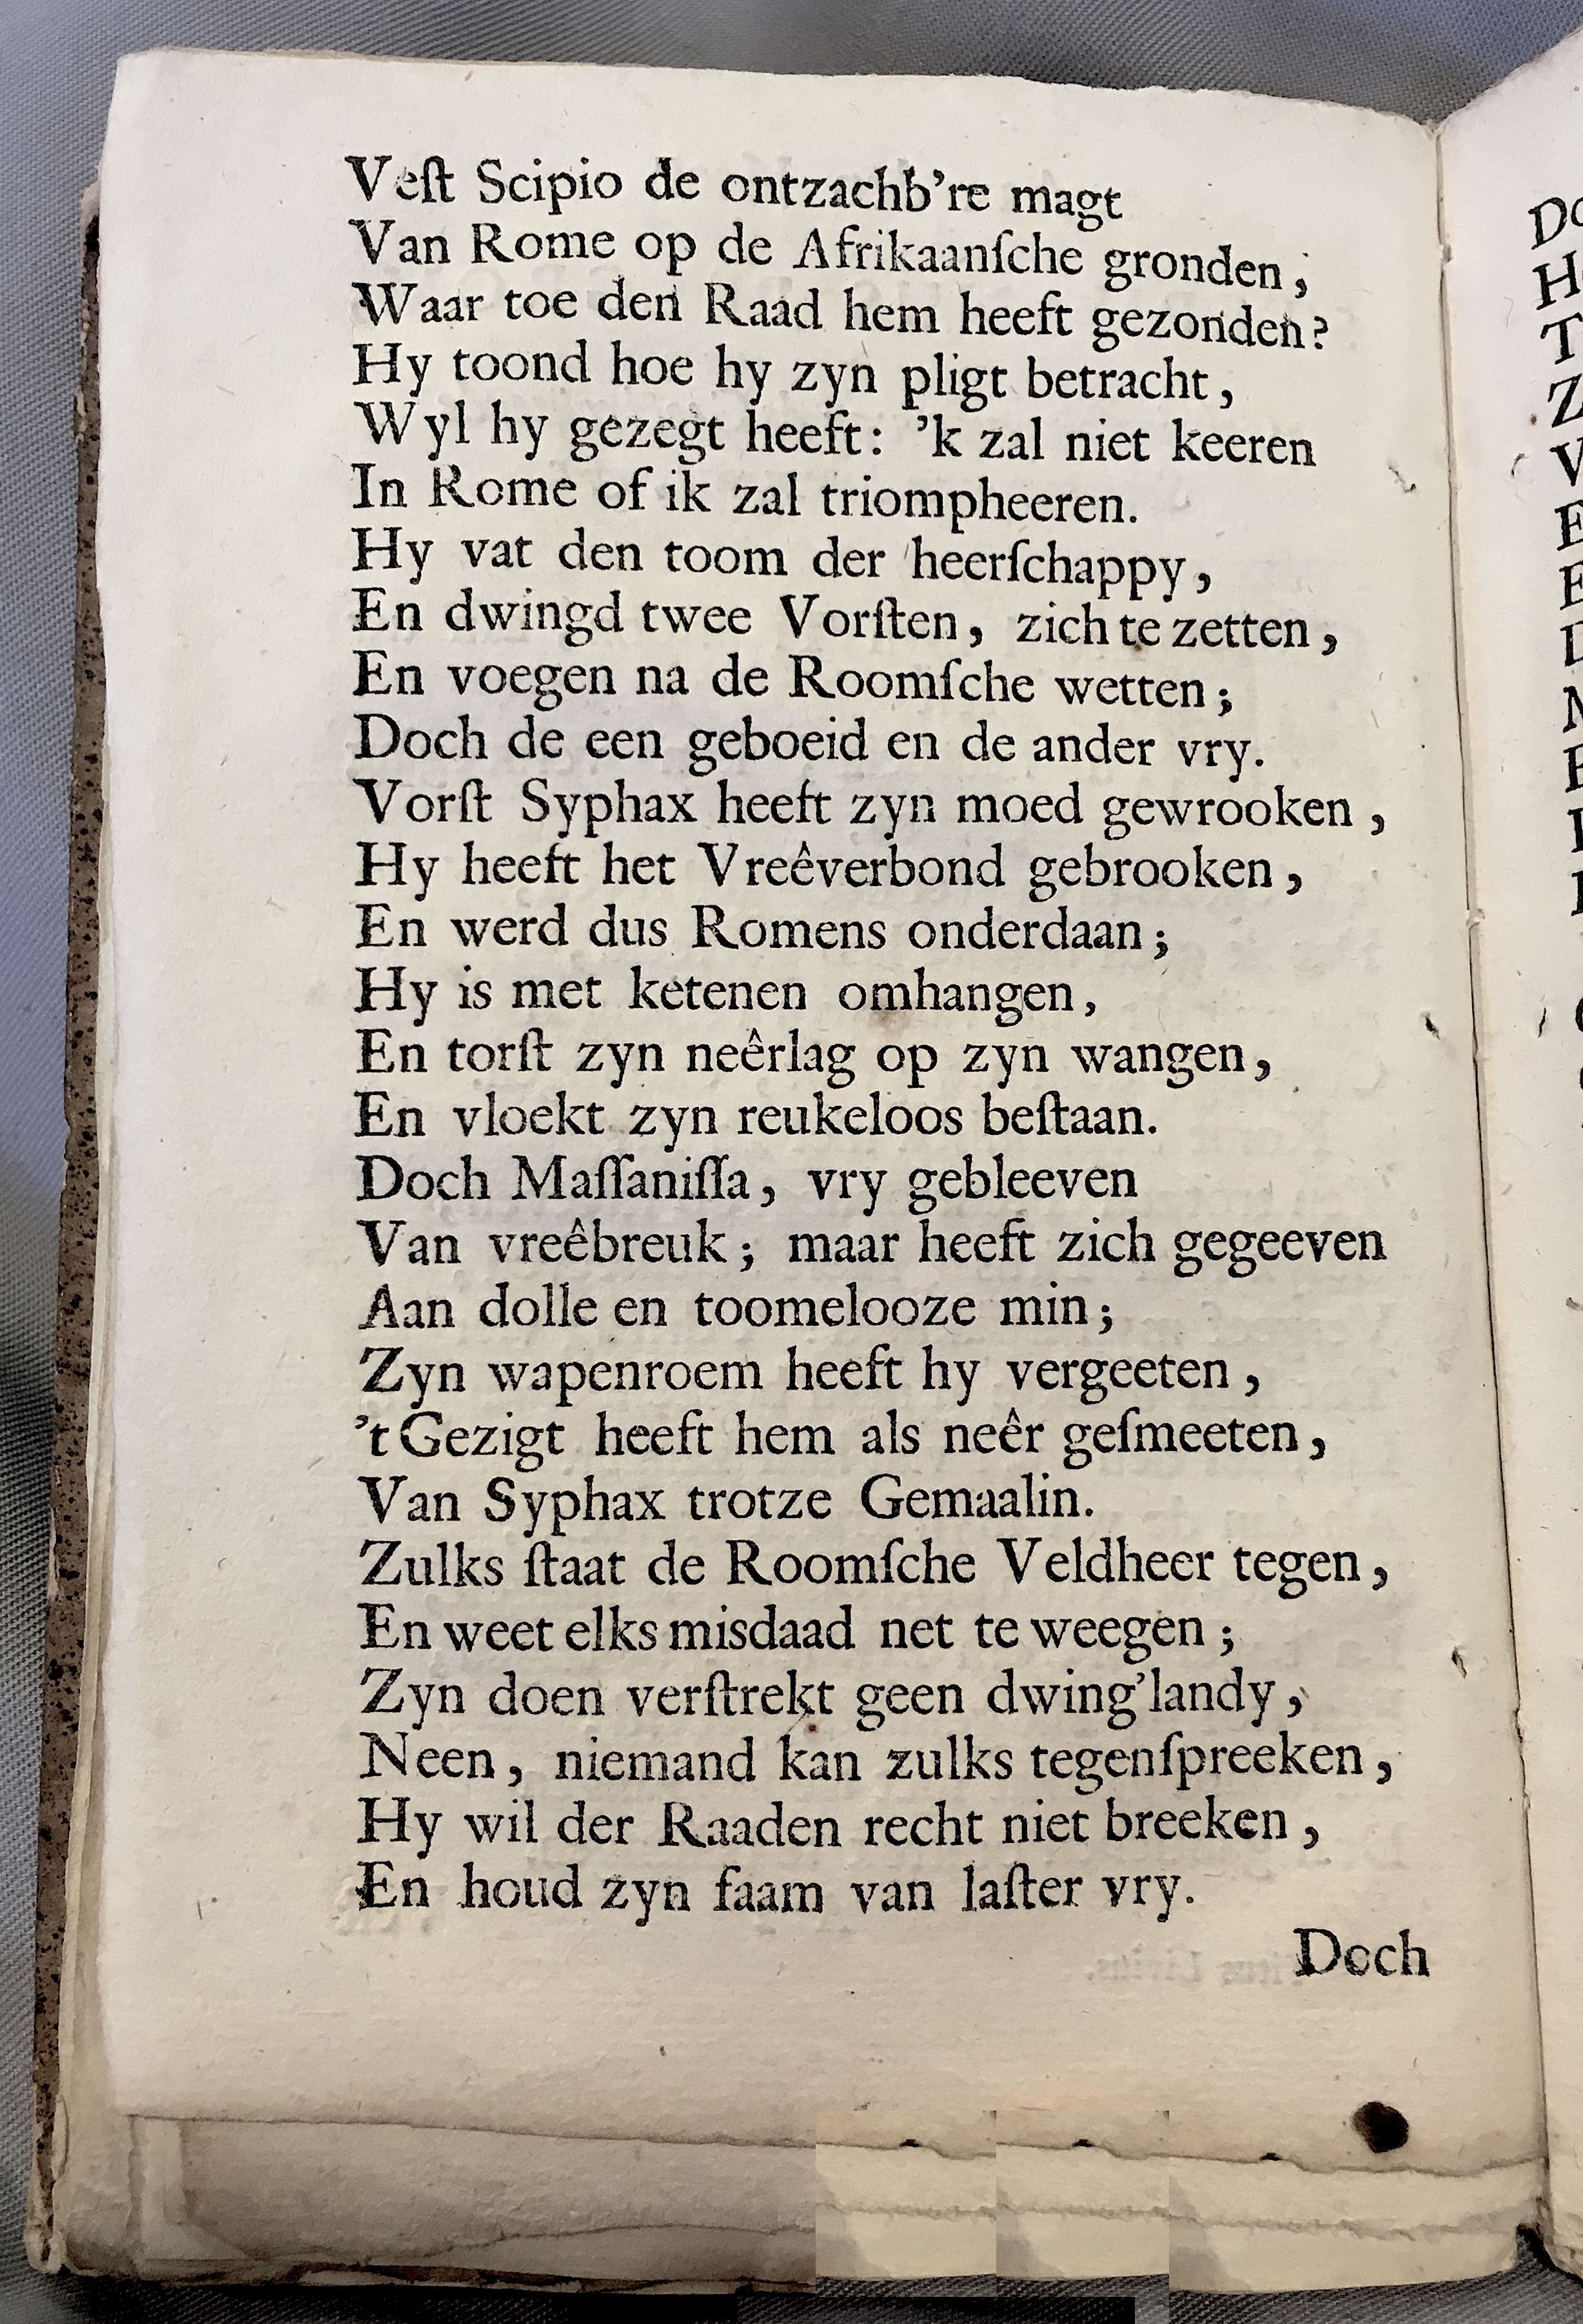 Veſt Scipio de ontzachb’re magt
Van Rome op de Afrikaanſche gronden,
Waar toe den Raad hem heeft gezonden?
Hy toond hoe hy zyn pligt betracht,
Wyl hy gezegt heeft: ’k zal niet keeren
In Rome of ik zal triompheeren.
Hy vat den toom der heerſchappy,
En dwingd twee Vorſten, zich te zetten,
En voegen na de Roomſche wetten;
Doch de een geboeid en de ander vry.
Vorſt Syphax heeft zyn moed gewrooken,
Hy heeft het Vreêverbond gebrooken,
En werd dus Romens onderdaan;
Hy is met ketenen omhangen,
En torſt zyn neêrlag op zyn wangen,
En vloekt zyn reukeloos beſtaan.
Doch Maſſaniſſa, vry gebleeven
Van vreêbreuk; maar heeft zich gegeeven
Aan dolle en toomelooze min;
Zyn wapenroem heeft hy vergeeten,
’t Gezigt heeft hem als neêr geſmeeten,
Van Syphax trotze Gemaalin.
Zulks ſtaat de Roomſche Veldheer tegen,
En weet elks misdaad net te weegen;
Zyn doen verſtrekt geen dwing’landy,
Neen, niemand kan zulks tegenſpreeken,
Hy wil der Raaden recht niet breeken,
En houd zyn faam van laſter vry.
Doch